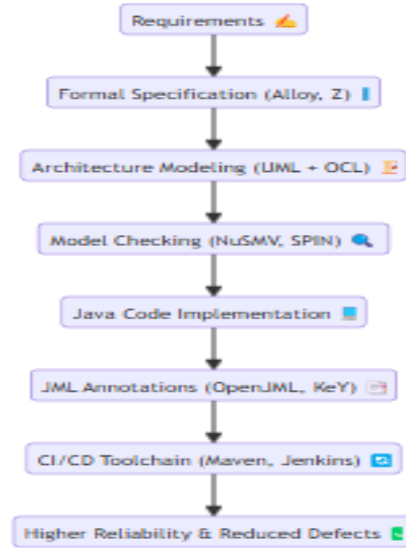 Requirements ✍️
Formal Specification (Alloy, Z) 📘
Architecture Modeling (UML + OCL) 📝
Model Checking (NuSMV, SPIN) 🔍
Java Code Implementation 💻
JML Annotations (OpenJML, KeY) 📑
CI/CD Toolchain (Maven, Jenkins) 🔁
Higher Reliability & Reduced Defects ✅